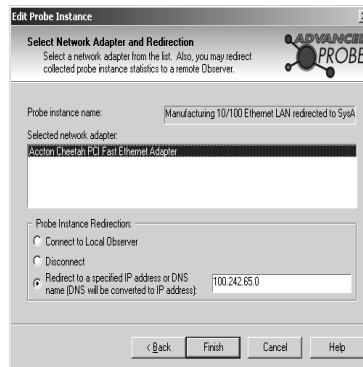 Edit Probe Instance
Select Network Adapter and Redirection
Select a network adapter from the list. Also, you may redirect
collected probe instance statistics to a remote Observer.
ADVANCED
PROBE
Probe instance name:
Manufacturing 10/100 Ethernet LAN redirected to SysA
Selected network adapter:
Accton Cheetah PCI Fast Ethernet Adapter
Probe Instance Redirection:
Connect to Local Observer
Disconnect
Redirect to a specified IP address or DNS
name (DNS will be converted to IP address):
100.242.65.0
< Back
Finish
Cancel
Help